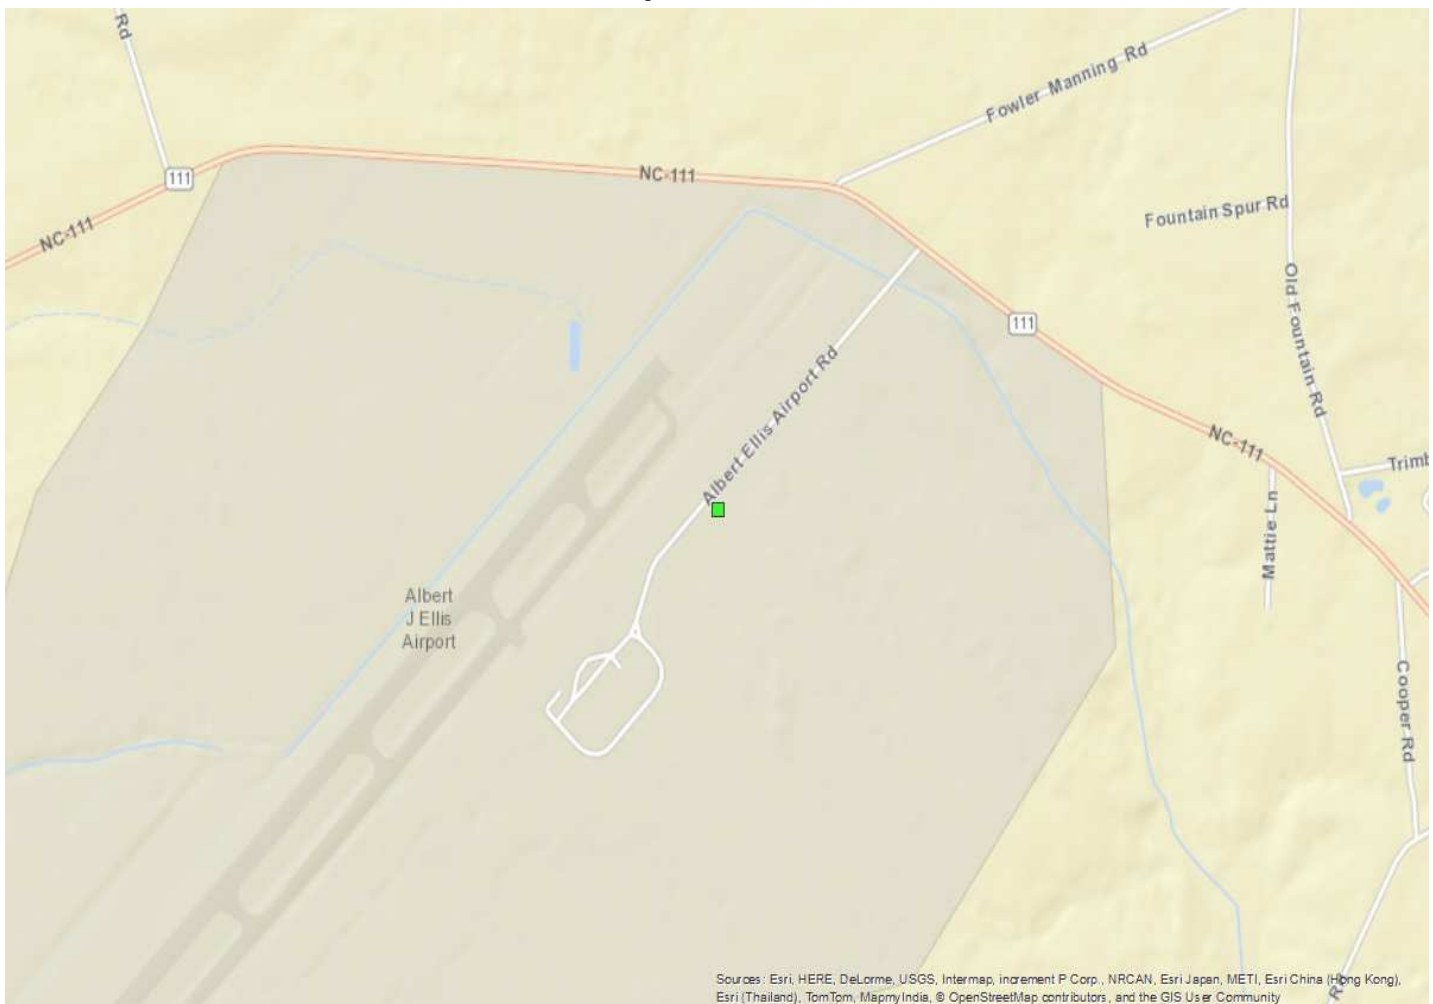 Rd
Fowler Manning Rd
NC-111
111
Fountain Spur Rd
NC-111
Old Fountain Rd
111
Albert Ellis Airport Rd
NC-111
Trimb
Mattie Ln
Albert
J Ellis
Airport
Cooper Rd
Rd
Sources: Esri, HERE, DeLorme, USGS, Intermap, increment P Corp., NRCAN, Esri Japan, METI, Esri China (Hong Kong),
Esri (Thailand), TomTom, MapmyIndia, © OpenStreetMap contributors, and the GIS User Community